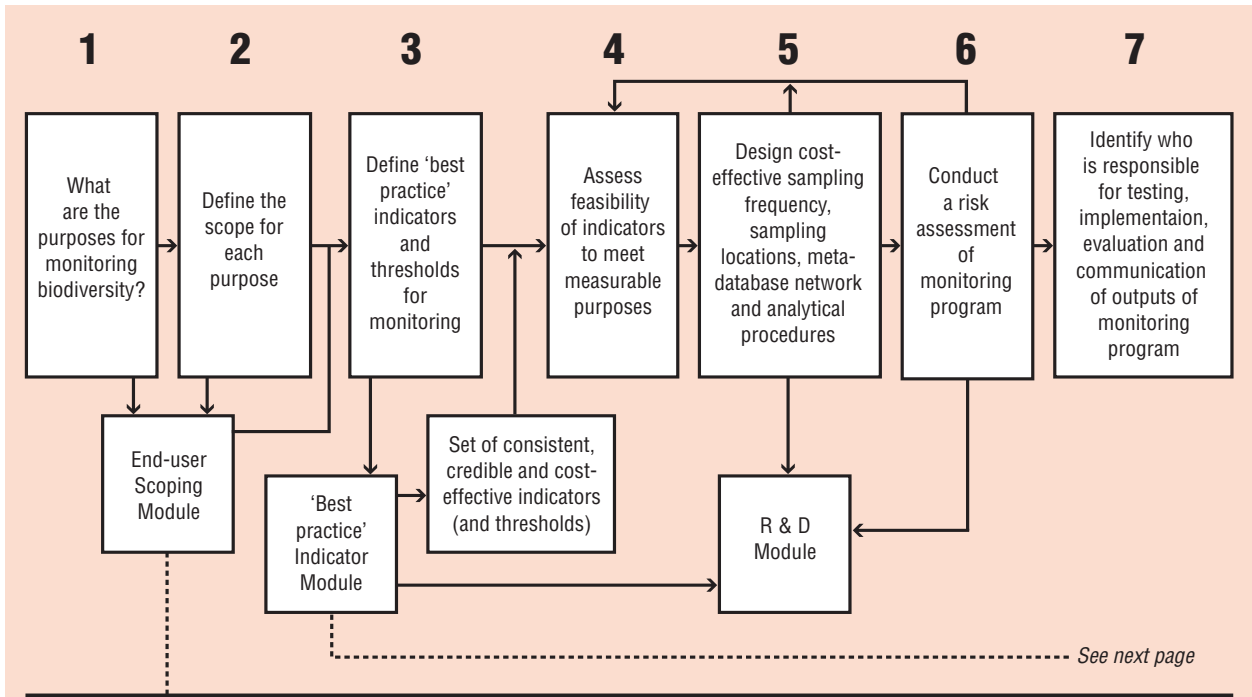 1
2
3
4
5
6
7
What
are the
purposes for
monitoring
biodiversity?
Define the
scope for
each
purpose
Define ‘best
practice’
indicators
and
thresholds
for
monitoring
Assess
feasibility
of indicators
to meet
measurable
purposes
Design cost-
effective sampling
frequency,
sampling
locations, meta-
database network
and analytical
procedures
Conduct
a risk
assessment
of
monitoring
program
Identify who
is responsible
for testing,
implementaion,
evaluation and
communication
of outputs of
monitoring
program
End-user
Scoping
Module
‘Best
practice’
Indicator
Module
Set of consistent,
credible and cost-
effective indicators
(and thresholds)
R & D
Module
See next page